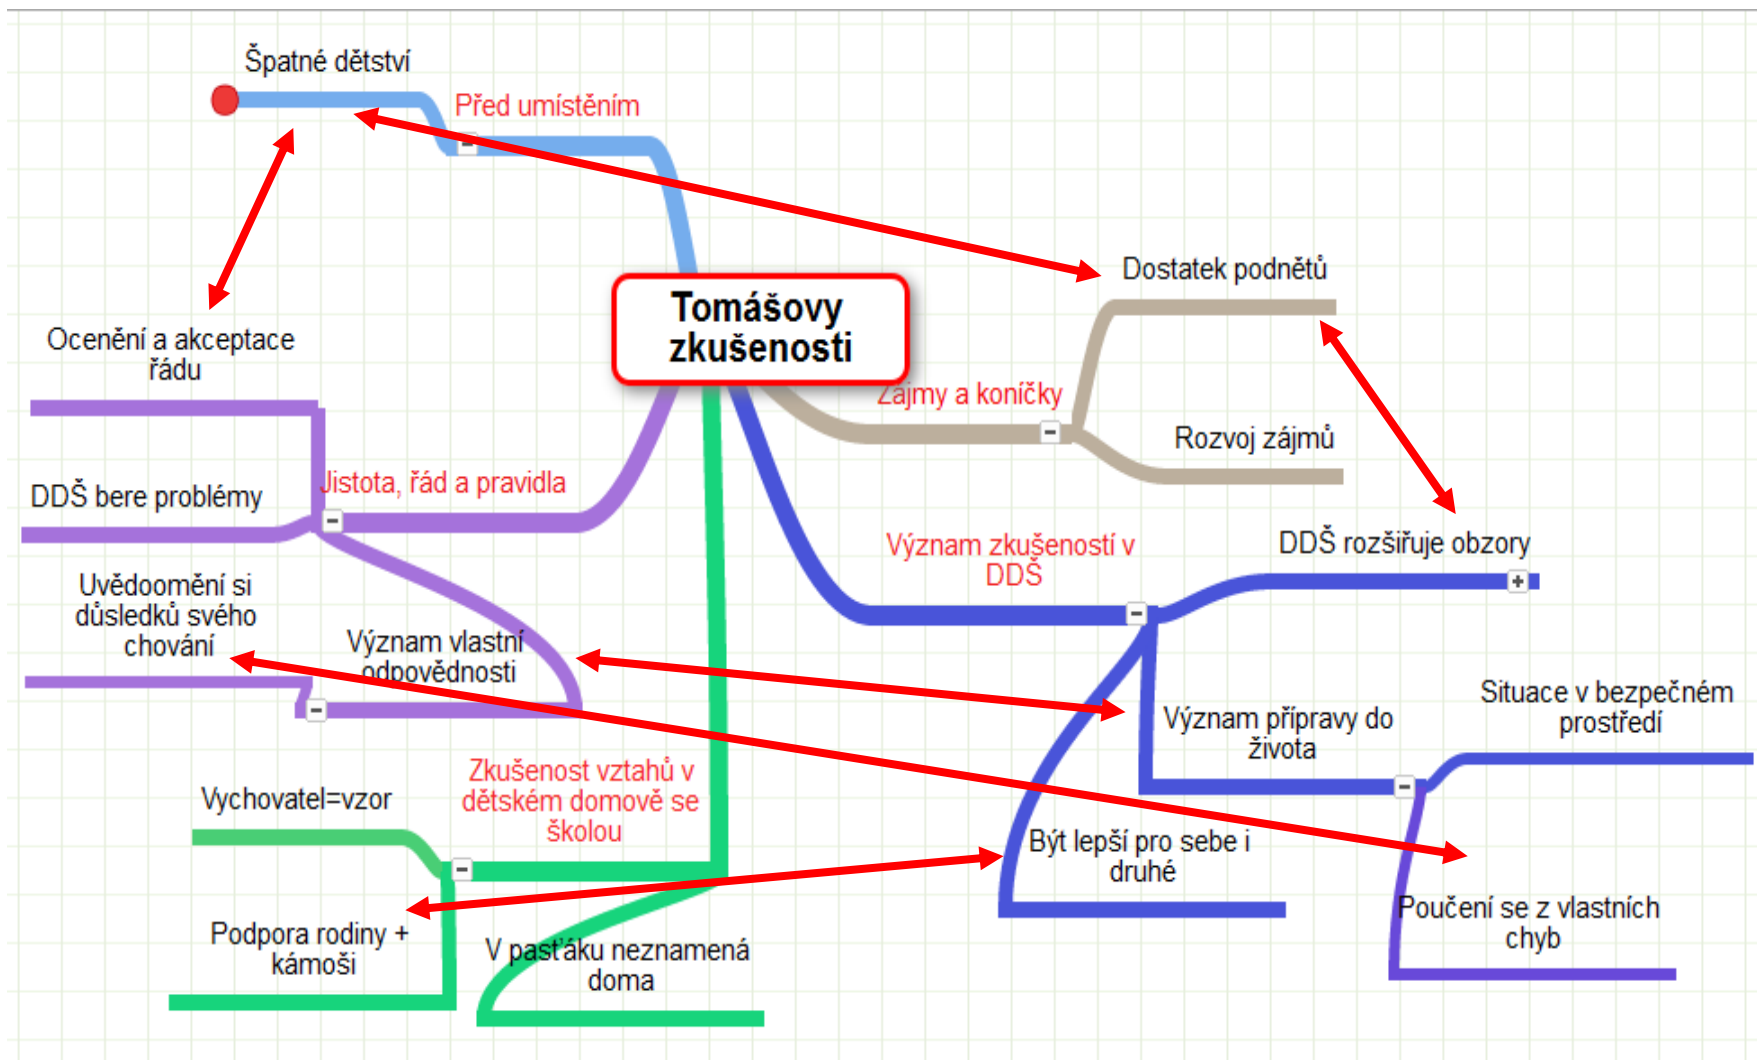 Špatné dětství
Před umístěním
Tomášovy
zkušenosti
Dostatek podnětů
Zájmy a koníčky
Rozvoj zájmů
Ocenění a akceptace
řádu
Jistota, řád a pravidla
DDŠ bere problémy
Uvědoomění si
důsledků svého
chování
Význam vlastní
odpovědnosti
Význam zkušeností v
DDŠ
DDŠ rozšiřuje obzory
Význam přípravy do
života
Situace v bezpečném
prostředí
Být lepší pro sebe i
druhé
Poučení se z vlastních
chyb
Zkušenost vztahů v
dětském domově se
školou
Vychovatel=vzor
Podpora rodiny +
kámoši
V pasťáku neznamená
doma